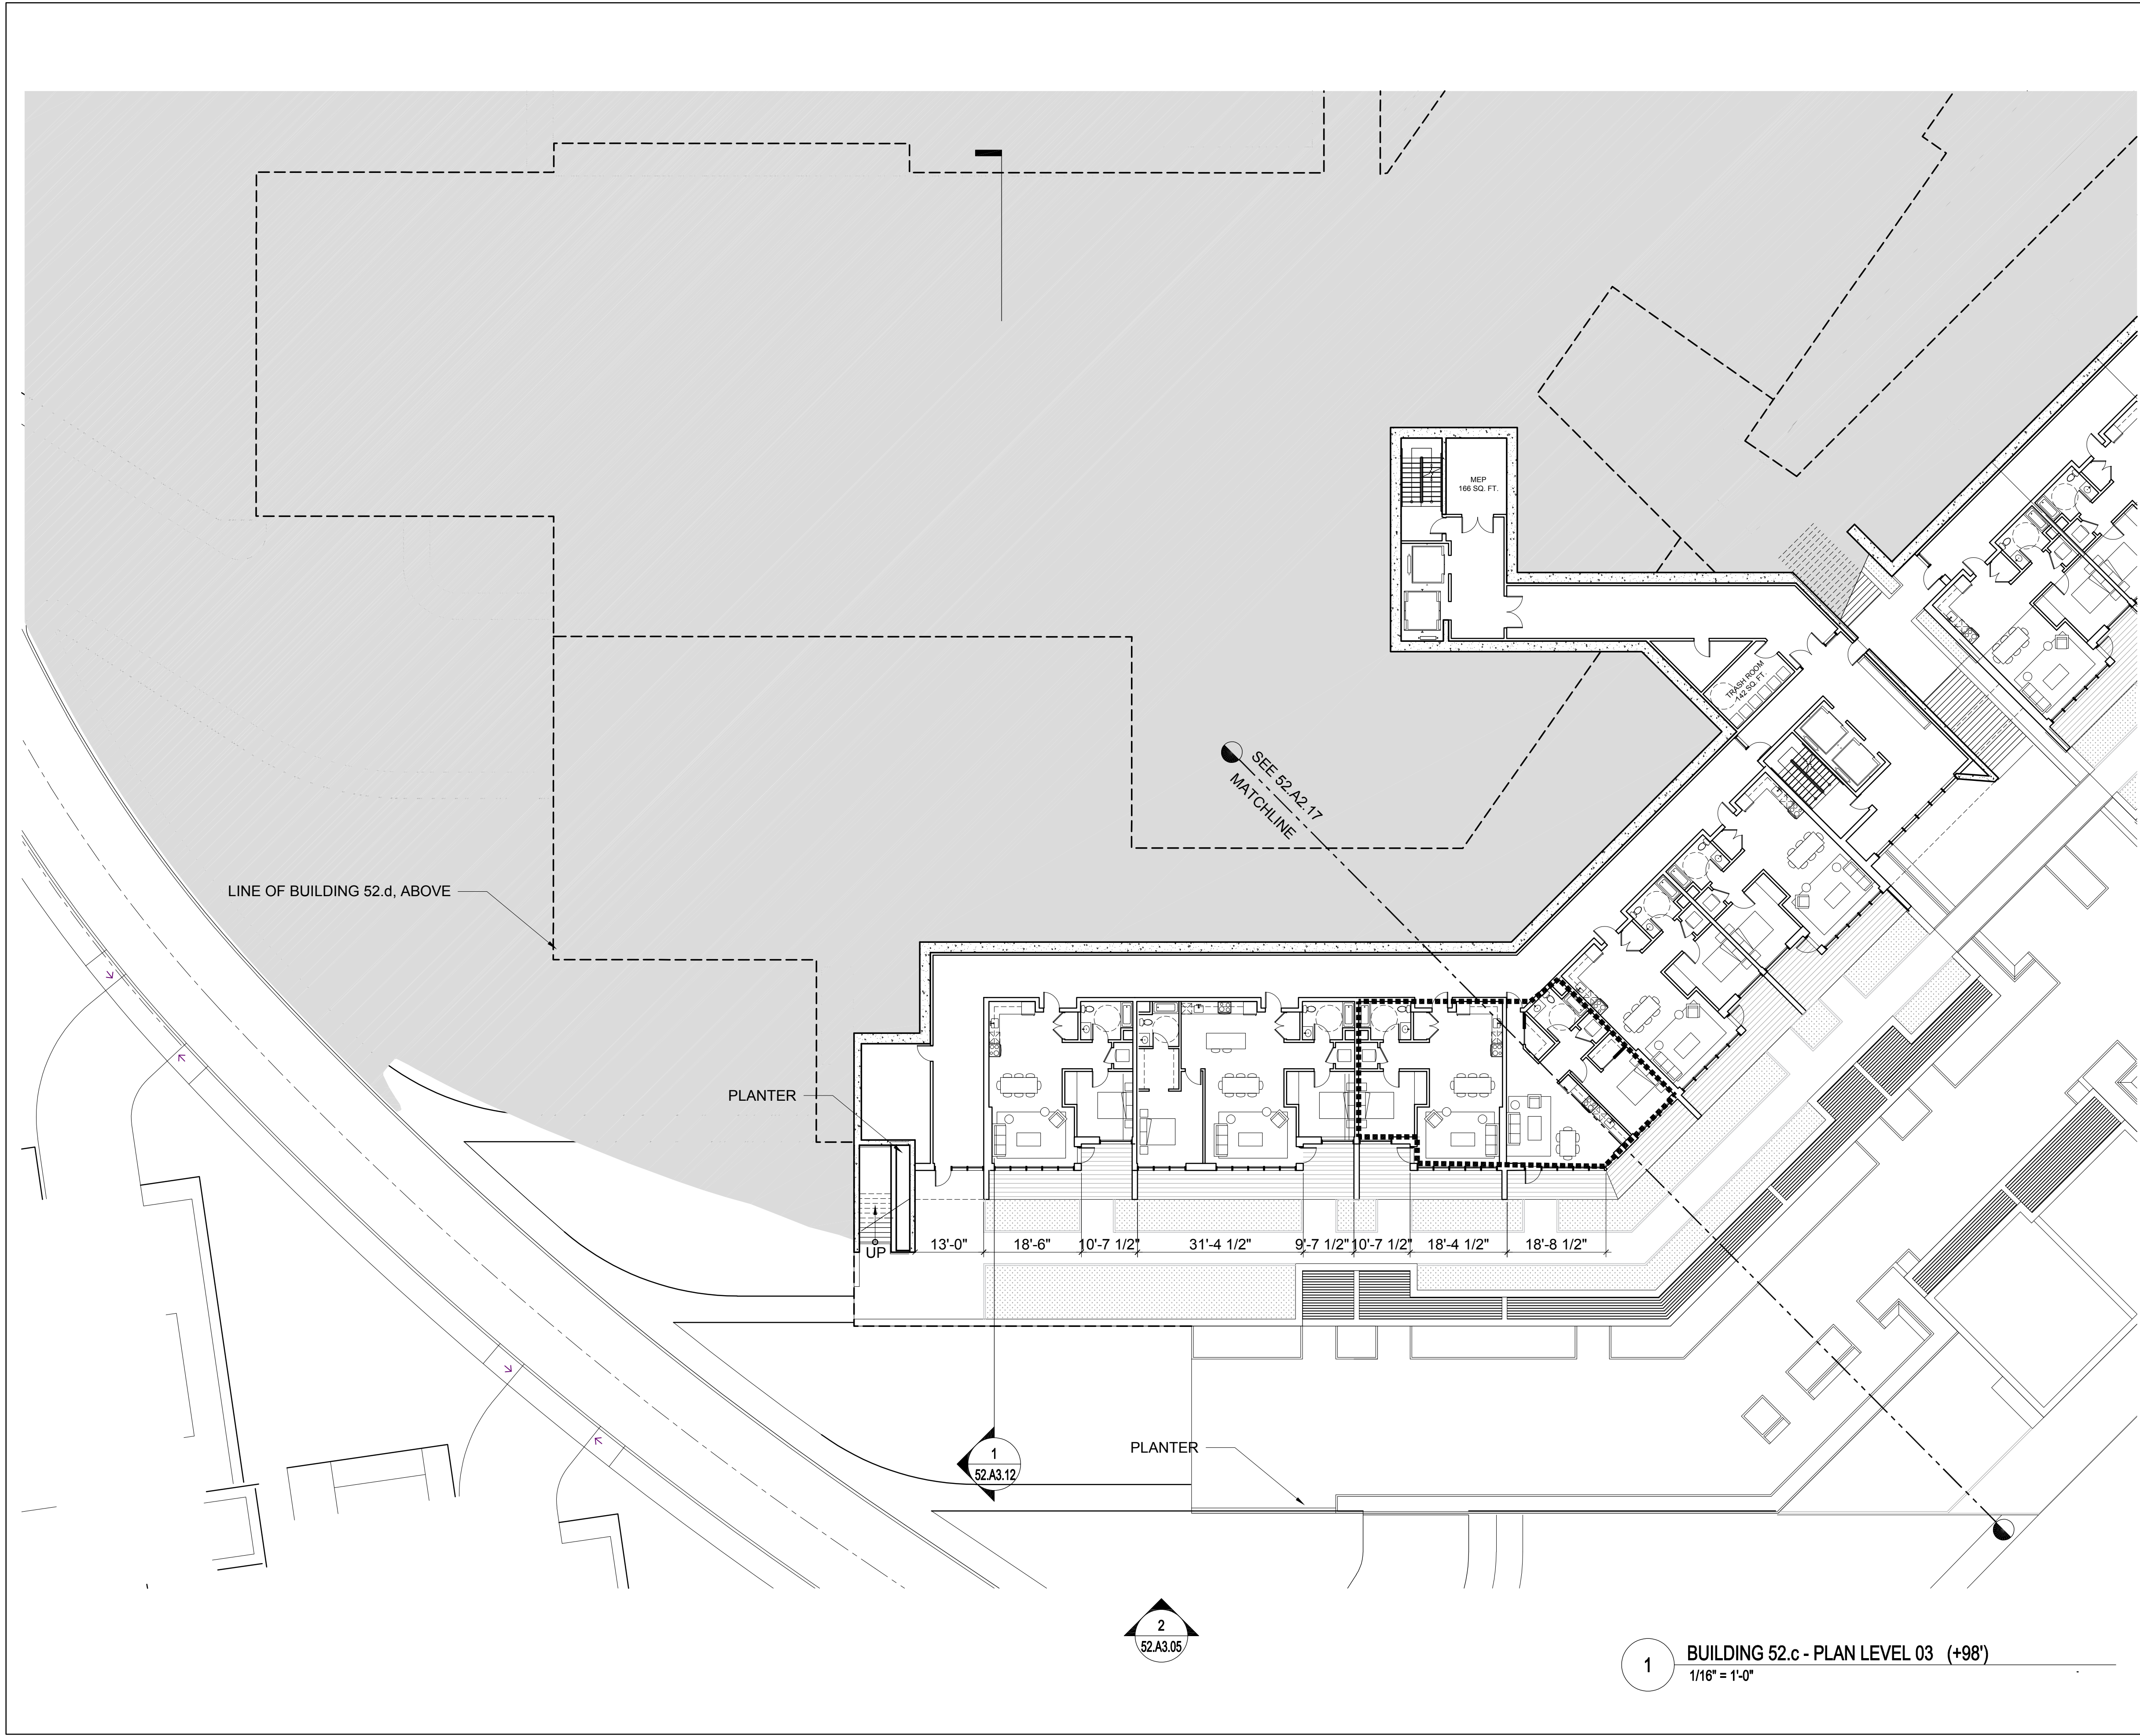 MEP
166 SQ. FT.
TRASH ROOM
142 SQ. FT.
SEE 52.A2.17
MATCHLINE
LINE OF BUILDING 52.d, ABOVE
PLANTER
UP
13'-0"
18'-6"
10'-7 1/2"
31'-4 1/2"
9'-7 1/2"
10'-7 1/2"
18'-4 1/2"
18'-8 1/2"
1
52.A3.12
PLANTER
2
52.A3.05
1
BUILDING 52.c - PLAN LEVEL 03 (+98')
1/16" = 1'-0"
-